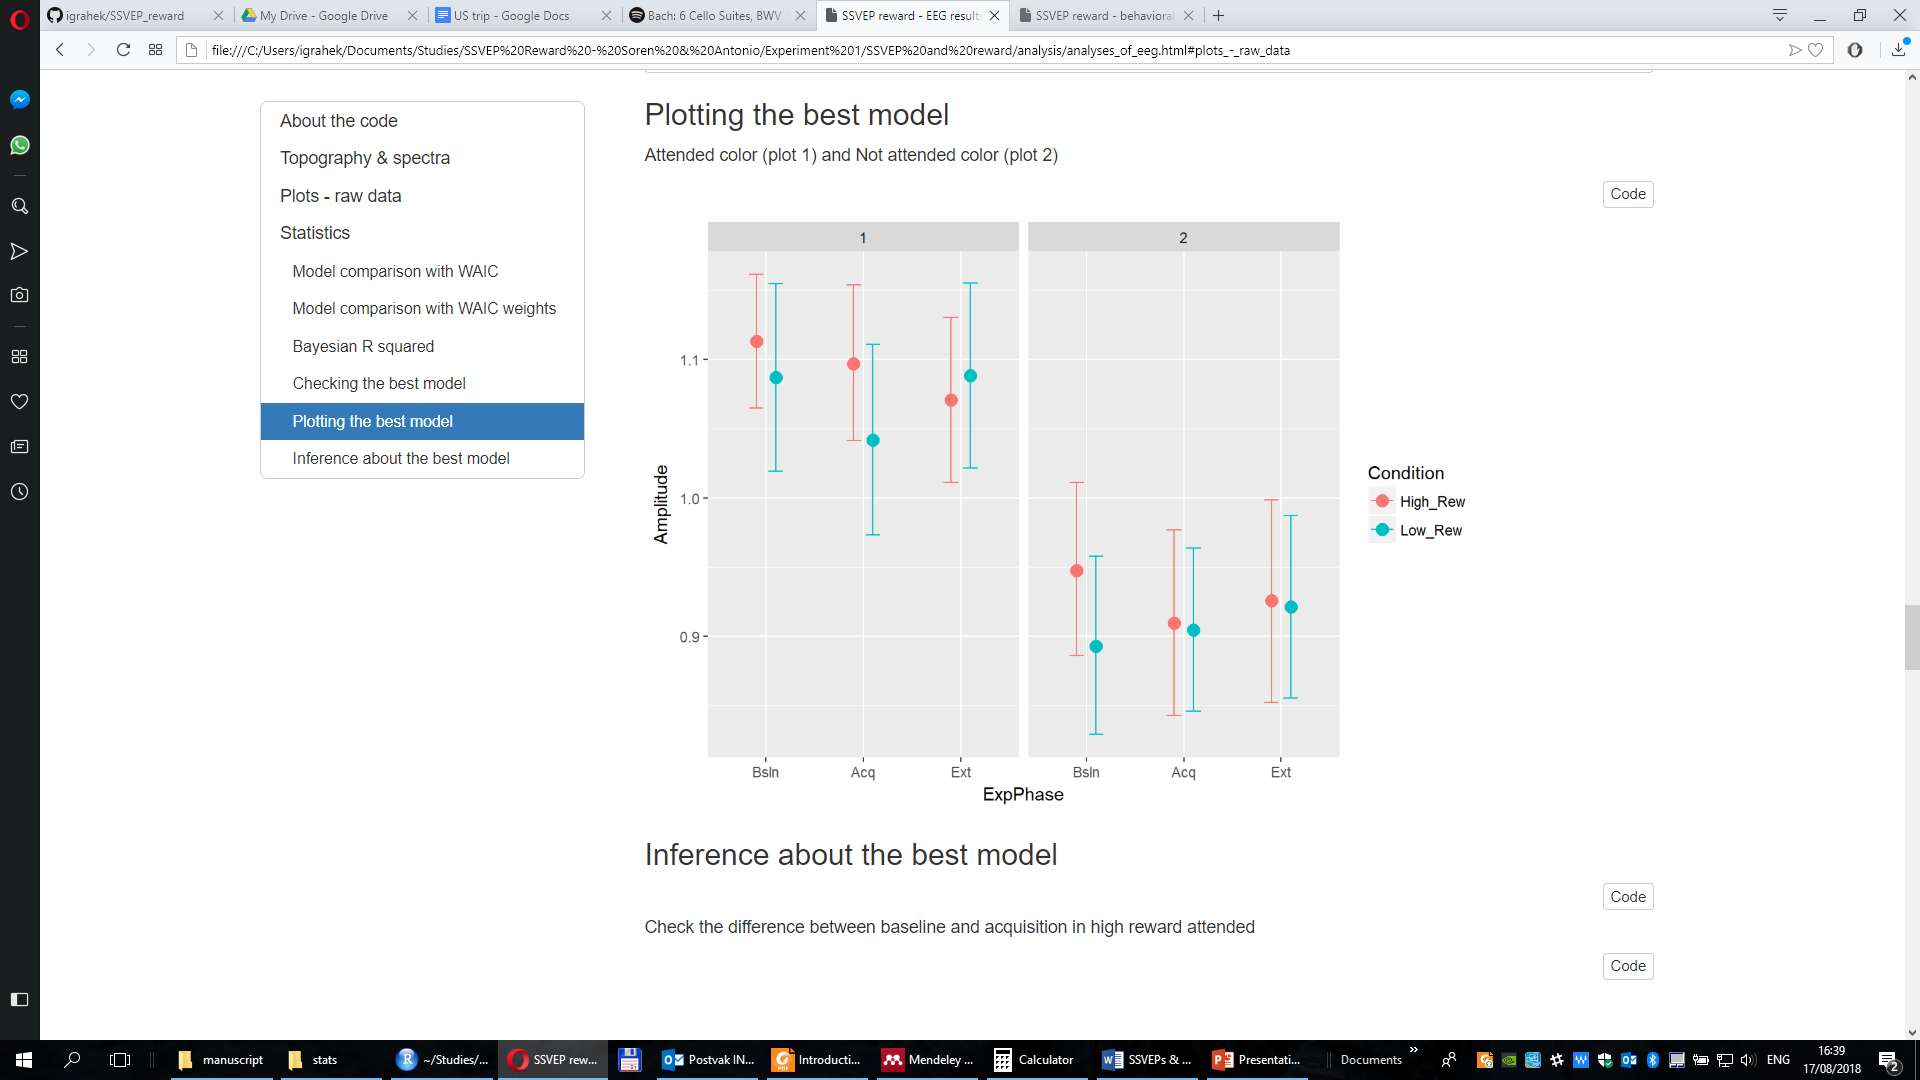 igrahek/SSVEP_reward
My Drive - Google Drive
US trip - Google Docs
Bach: 6 Cello Suites, BWV
SSVEP reward - EEG results
SSVEP reward - behavioral
file:///C:/Users/igrahek/Documents/Studies/SSVEP%20Reward%20-%20Soren%20&%20Antonio/Experiment%201/SSVEP%20and%20reward/analysis/analyses_of_eeg.html#plots_-_raw_data
About the code
Topography & spectra
Plots - raw data
Statistics
Model comparison with WAIC
Model comparison with WAIC weights
Bayesian R squared
Checking the best model
Plotting the best model
Inference about the best model
Plotting the best model
Attended color (plot 1) and Not attended color (plot 2)
Code
1
2
1.1
1.0
0.9
Amplitude
Bsln
Acq
Ext
Bsln
Acq
Ext
ExpPhase
Condition
High_Rew
Low_Rew
Inference about the best model
Code
Check the difference between baseline and acquisition in high reward attended
Code
manuscript
stats
~/Studies/...
SSVEP rew...
Postvak IN...
Introducti...
Mendeley ...
Calculator
SSVEPs & ...
Presentati...
Documents
ENG
16:39
17/08/2018
2